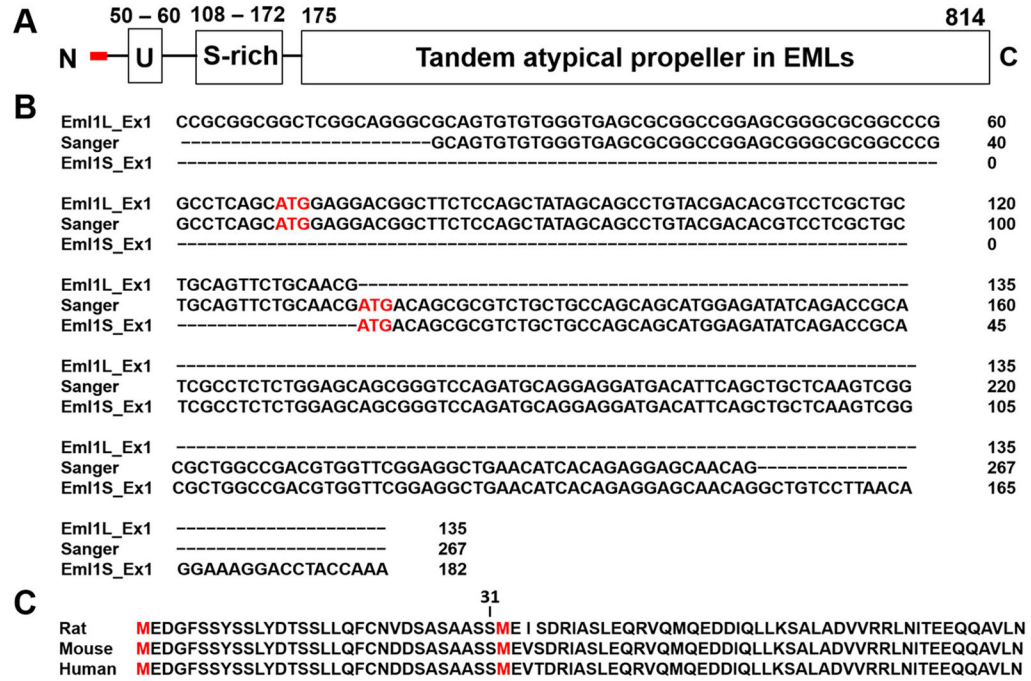 A
50 – 60 108 – 172 175 814
N U S-rich Tandem atypical propeller in EMLs C
B
Eml1L_Ex1 CCGCGGCGGCTCGGCAGGGCGCAGTGTGTGGGTGAGCGCGGCCGGAGCGGGCGCGGCCCG 60
Sanger --------------------GCAGTGTGTGGGTGAGCGCGGCCGGAGCGGGCGCGGCCCG 40
Eml1S_Ex1 ------------------------------------------------------------ 0
Eml1L_Ex1 GCCTCAGCATGGAGGACGGCTTCTCCAGCTATAGCAGCCTGTACGACACGTCCTCGCTGC 120
Sanger GCCTCAGCATGGAGGACGGCTTCTCCAGCTATAGCAGCCTGTACGACACGTCCTCGCTGC 100
Eml1S_Ex1 ------------------------------------------------------------ 0
Eml1L_Ex1 TGCAGTTCTGCAACG--------------------------------------------- 135
Sanger TGCAGTTCTGCAACGATGACAGCGCGTCTGCTGCCAGCAGCATGGAGATATCAGACCGCA 160
Eml1S_Ex1 ---------------ATGACAGCGCGTCTGCTGCCAGCAGCATGGAGATATCAGACCGCA 45
Eml1L_Ex1 ------------------------------------------------------------ 135
Sanger TCGCCTCTCTGGAGCAGCGGGTCCAGATGCAGGAGGATGACATTCAGCTGCTCAAGTCGG 220
Eml1S_Ex1 TCGCCTCTCTGGAGCAGCGGGTCCAGATGCAGGAGGATGACATTCAGCTGCTCAAGTCGG 105
Eml1L_Ex1 ------------------------------------------------------------ 135
Sanger CGCTGGCCGACGTGGTTCGGAGGCTGAACATCACAGAGGAGCAACAG------------- 267
Eml1S_Ex1 CGCTGGCCGACGTGGTTCGGAGGCTGAACATCACAGAGGAGCAACAGGCTGTCCTTAACA 165
Eml1L_Ex1 ----------------- 135
Sanger ----------------- 267
Eml1S_Ex1 GGAAAGGACCTACCAAA 182
C
31
Rat MEDGFSSYSSLYDTSSLLQFCNVDSASAASSMEISDRIASLEQRVQMQEDDIQLLKSALADVVRRLNITEEQQAVLN
Mouse MEDGFSSYSSLYDTSSLLQFCNDDSASAASSMEVSDRIASLEQRVQMQEDDIQLLKSALADVVRRLNITEEQQAVLN
Human MEDGFSSYSSLYDTSSLLQFCNDDSASAASSMEVTDRIASLEQRVQMQEDDIQLLKSALADVVRRLNITEEQQAVLN